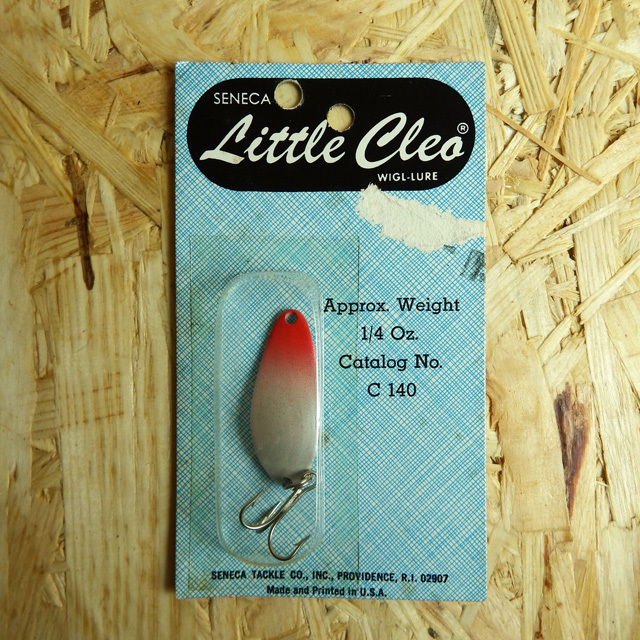 SENECA
Little Cleo®
WIGL-LURE
Approx. Weight
1/4 Oz.
Catalog No.
C 140
SENECA TACKLE CO., INC., PROVIDENCE, R.I. 02907
Made and Printed in U.S.A.